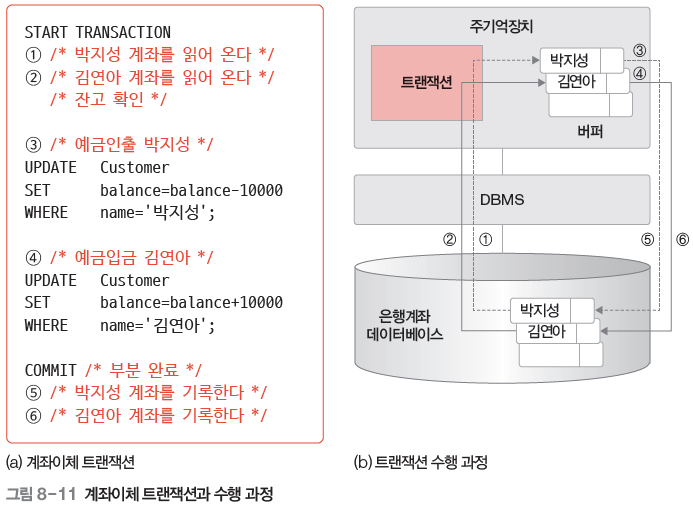 START TRANSACTION
① /* 박지성 계좌를 읽어 온다 */
② /* 김연아 계좌를 읽어 온다 */
/* 잔고 확인 */
③ /* 예금인출 박지성 */
UPDATE Customer
SET balance=balance-10000
WHERE name='박지성';
④ /* 예금입금 김연아 */
UPDATE Customer
SET balance=balance+10000
WHERE name='김연아';
COMMIT /* 부분 완료 */
⑤ /* 박지성 계좌를 기록한다 */
⑥ /* 김연아 계좌를 기록한다 */
(a) 계좌이체 트랜잭션
주기억장치
트랜잭션
박지성
③
김연아
④
버퍼
DBMS
② ① ⑤ ⑥
은행계좌
데이터베이스
박지성
김연아
(b) 트랜잭션 수행 과정
그림 8-11 계좌이체 트랜잭션과 수행 과정